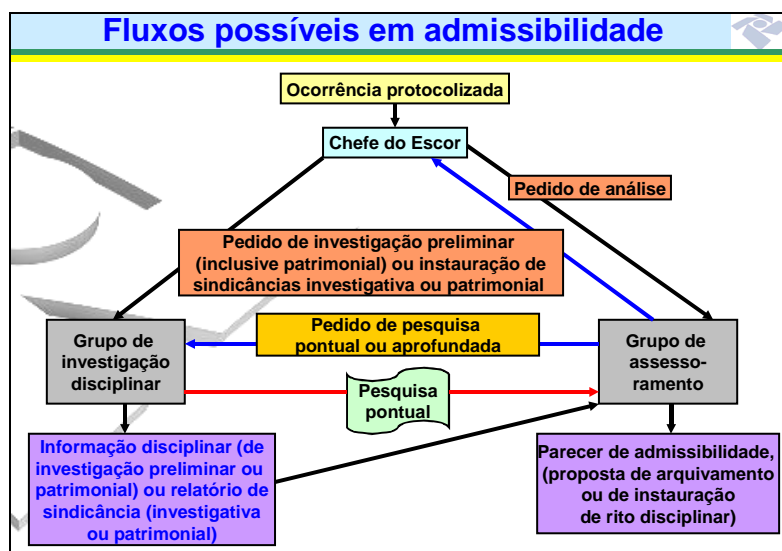 Fluxos possíveis em admissibilidade
Ocorrência protocolizada
Chefe do Escor
Pedido de análise
Pedido de investigação preliminar
(inclusive patrimonial) ou instauração de
sindicâncias investigativa ou patrimonial
Grupo de
investigação
disciplinar
Pedido de pesquisa
pontual ou aprofundada
Grupo de
assesso-
ramento
Pesquisa
pontual
Informação disciplinar (de
investigação preliminar ou
patrimonial) ou relatório de
sindicância (investigativa
ou patrimonial)
Parecer de admissibilidade,
(proposta de arquivamento
ou de instauração
de rito disciplinar)